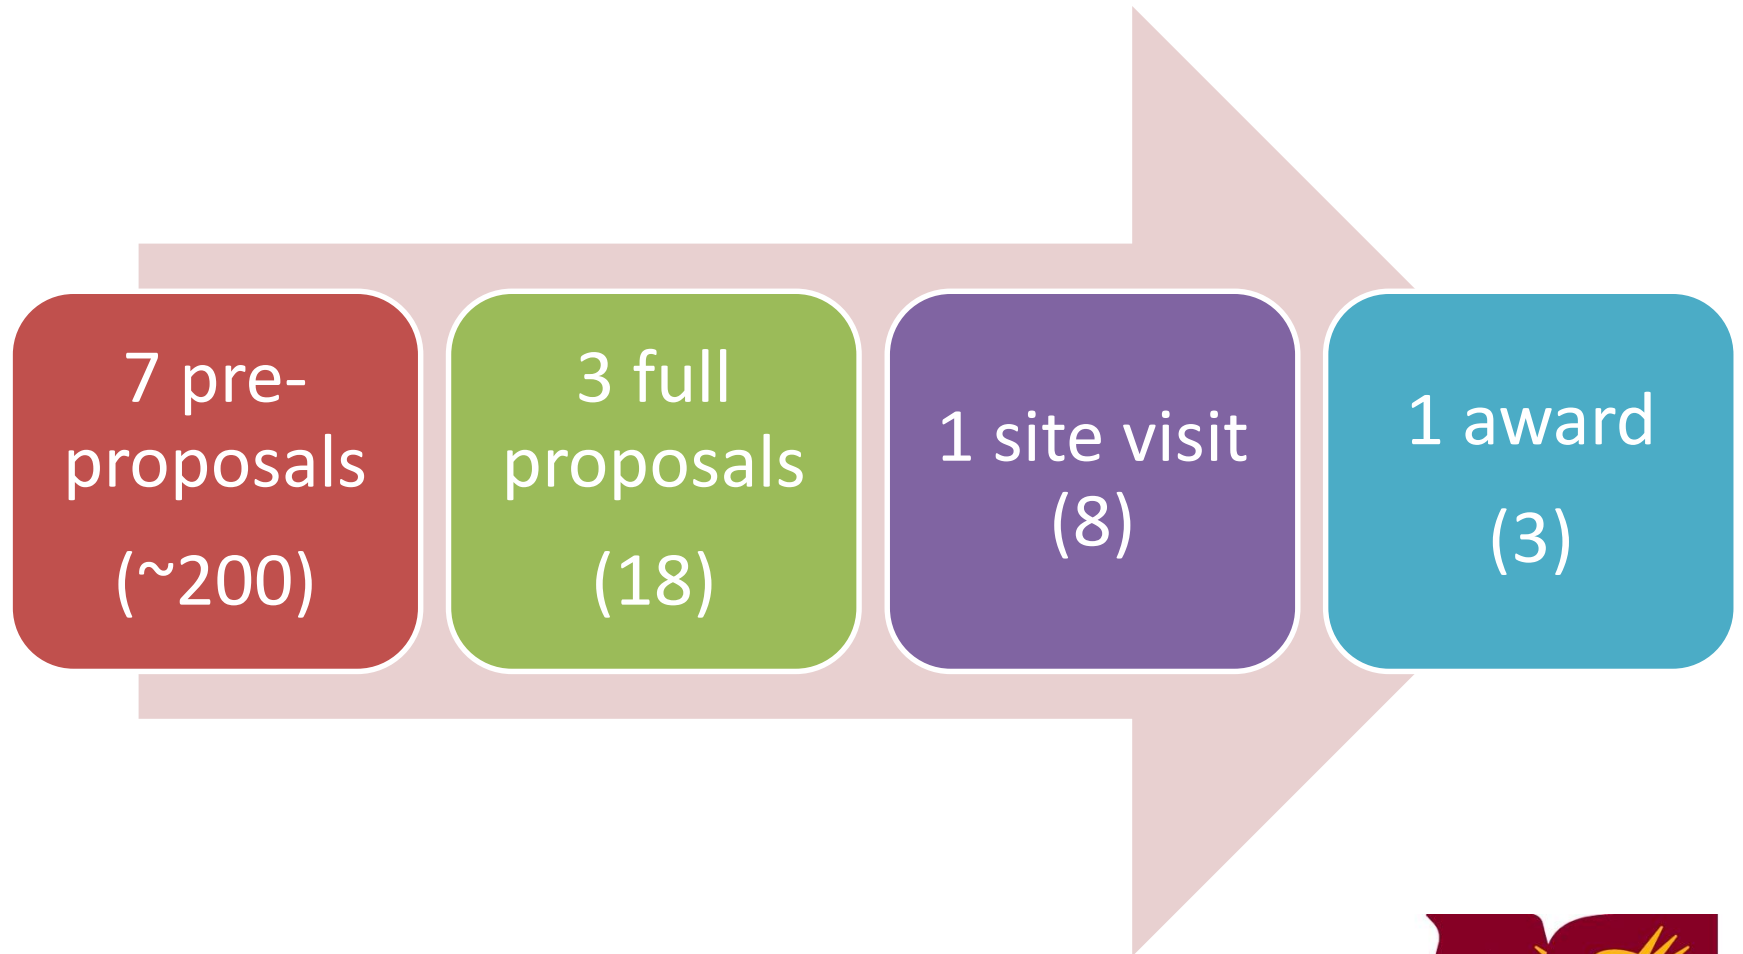 7 pre-
proposals
(~200)
3 full
proposals
(18)
1 site visit
(8)
1 award
(3)